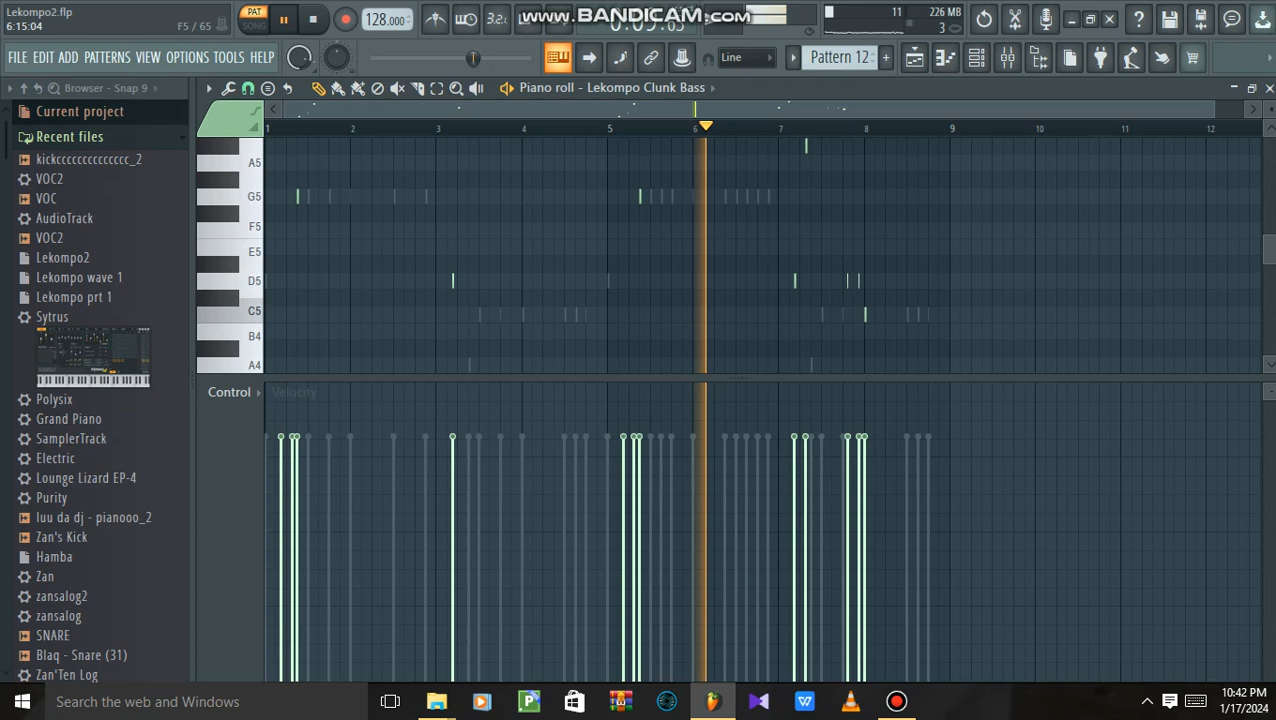 Lekompo2.flp
6:15:04
F5 / 65
PAT
SONG
128.000
3.2
www.BANDICAM.com
11
226 MB
3
FILE EDIT ADD PATTERNS VIEW OPTIONS TOOLS HELP
Line
Pattern 12
Browser - Snap 9
Piano roll - Lekompo Clunk Bass
Current project
Recent files
kickcccccccccccccc_2
VOC2
VOC
AudioTrack
VOC2
Lekompo2
Lekompo wave 1
Lekompo prt 1
Sytrus
Polysix
Grand Piano
SamplerTrack
Electric
Lounge Lizard EP-4
Purity
luu da dj - pianooo_2
Zan's Kick
Hamba
Zan
zansalog2
zansalog
SNARE
Blaq - Snare (31)
Zan'Ten Log
1 2 3 4 5 6 7 8 9 10 11 12
A5
G5
F5
E5
D5
C5
B4
A4
Control
Velocity
Search the web and Windows
10:42 PM
1/17/2024